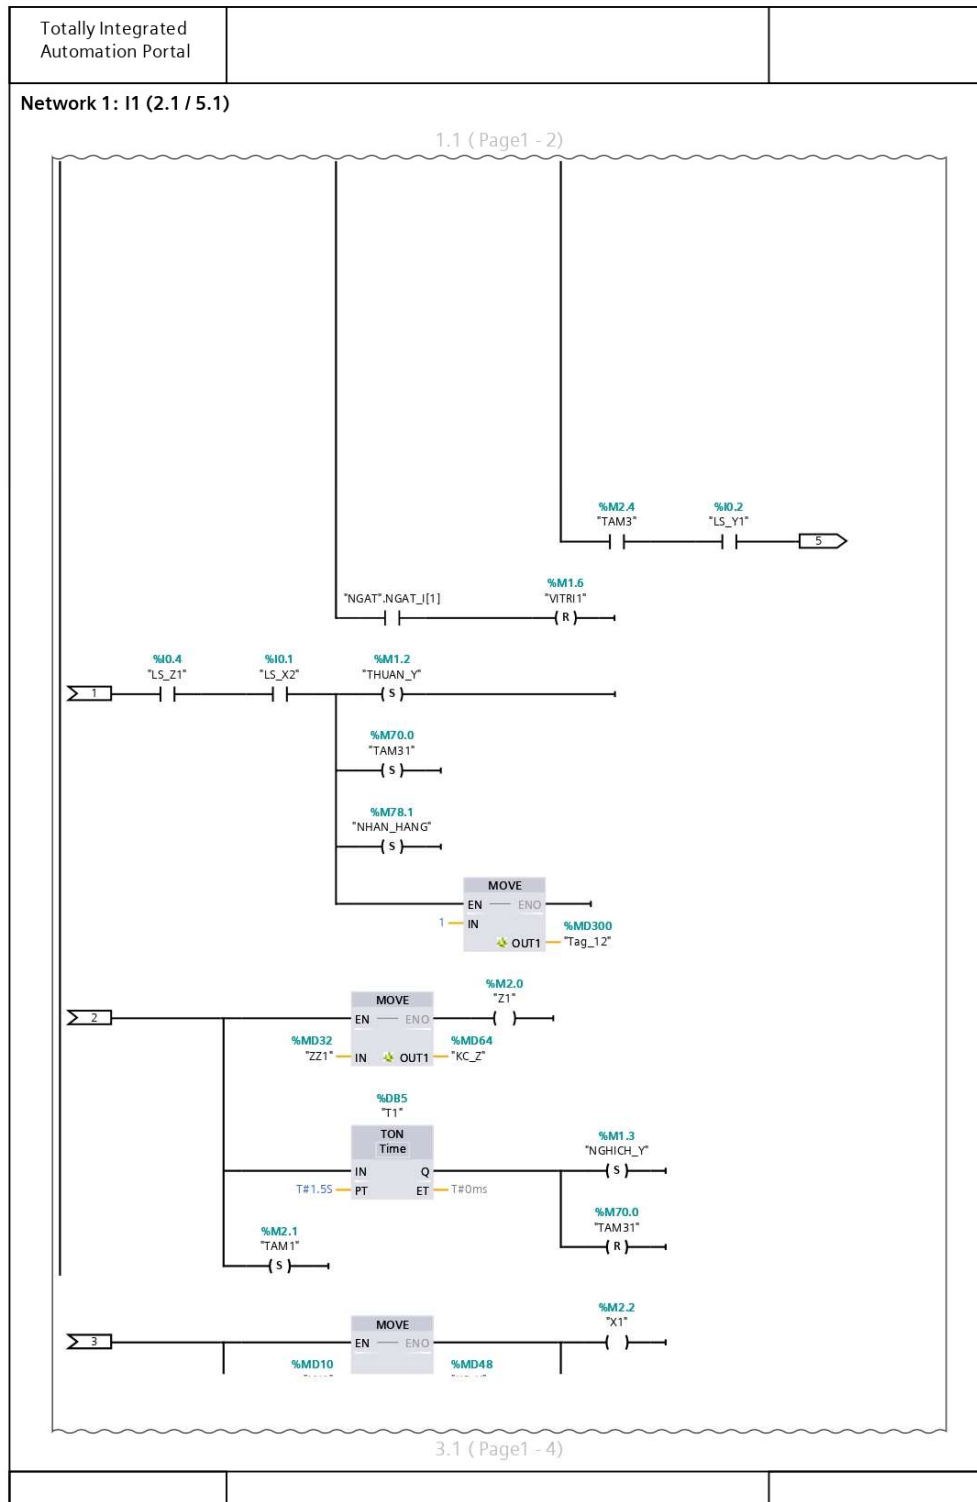 Totally Integrated
Automation Portal
Network 1: I1 (2.1 / 5.1)
1.1 ( Page1 - 2)
%M2.4 %I0.2
"TAM3" "LS_Y1"
5
%M1.6
"NGAT".NGAT_I[1] "VITRI1"
R
%I0.4 %I0.1 %M1.2
"LS_Z1" "LS_X2" "THUAN_Y"
1 S
%M70.0
"TAM31"
S
%M78.1
"NHAN_HANG"
S
MOVE
EN ENO
1 IN %MD300
OUT1 "Tag_12"
%M2.0
MOVE "Z1"
2 EN ENO
%MD32 %MD64
"ZZ1" IN OUT1 "KC_Z"
%DB5
"T1"
TON %M1.3
Time "NGHICH_Y"
IN Q S
T#1.5S PT ET T#0ms
%M70.0
%M2.1 "TAM31"
"TAM1" R
S
%M2.2
MOVE "X1"
3 EN ENO
%MD10 %MD48
3.1 ( Page1 - 4)